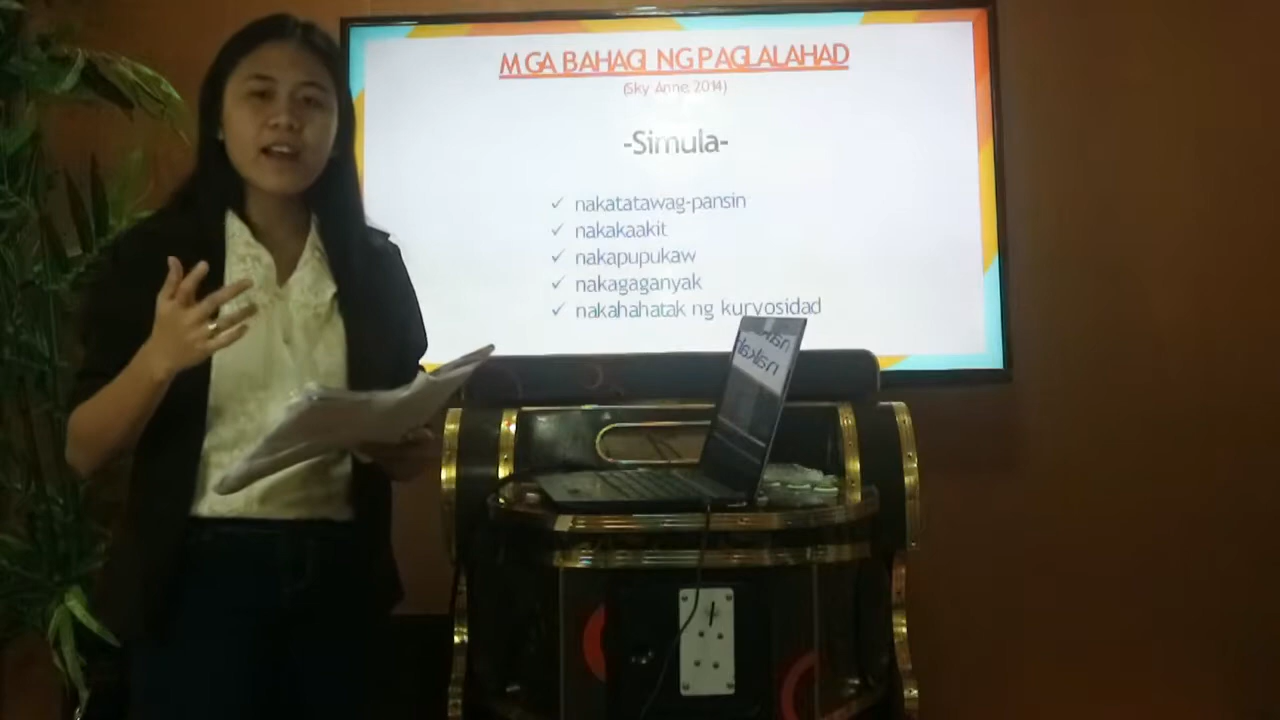 MGA BAHAGI NG PAGLALAHAD
(Sky Anne 2014)
-Simula-
✓ nakatatawag-pansin
✓ nakakaakit
✓ nakapupukaw
✓ nakagaganyak
✓ nakahahatak ng kuryosidad